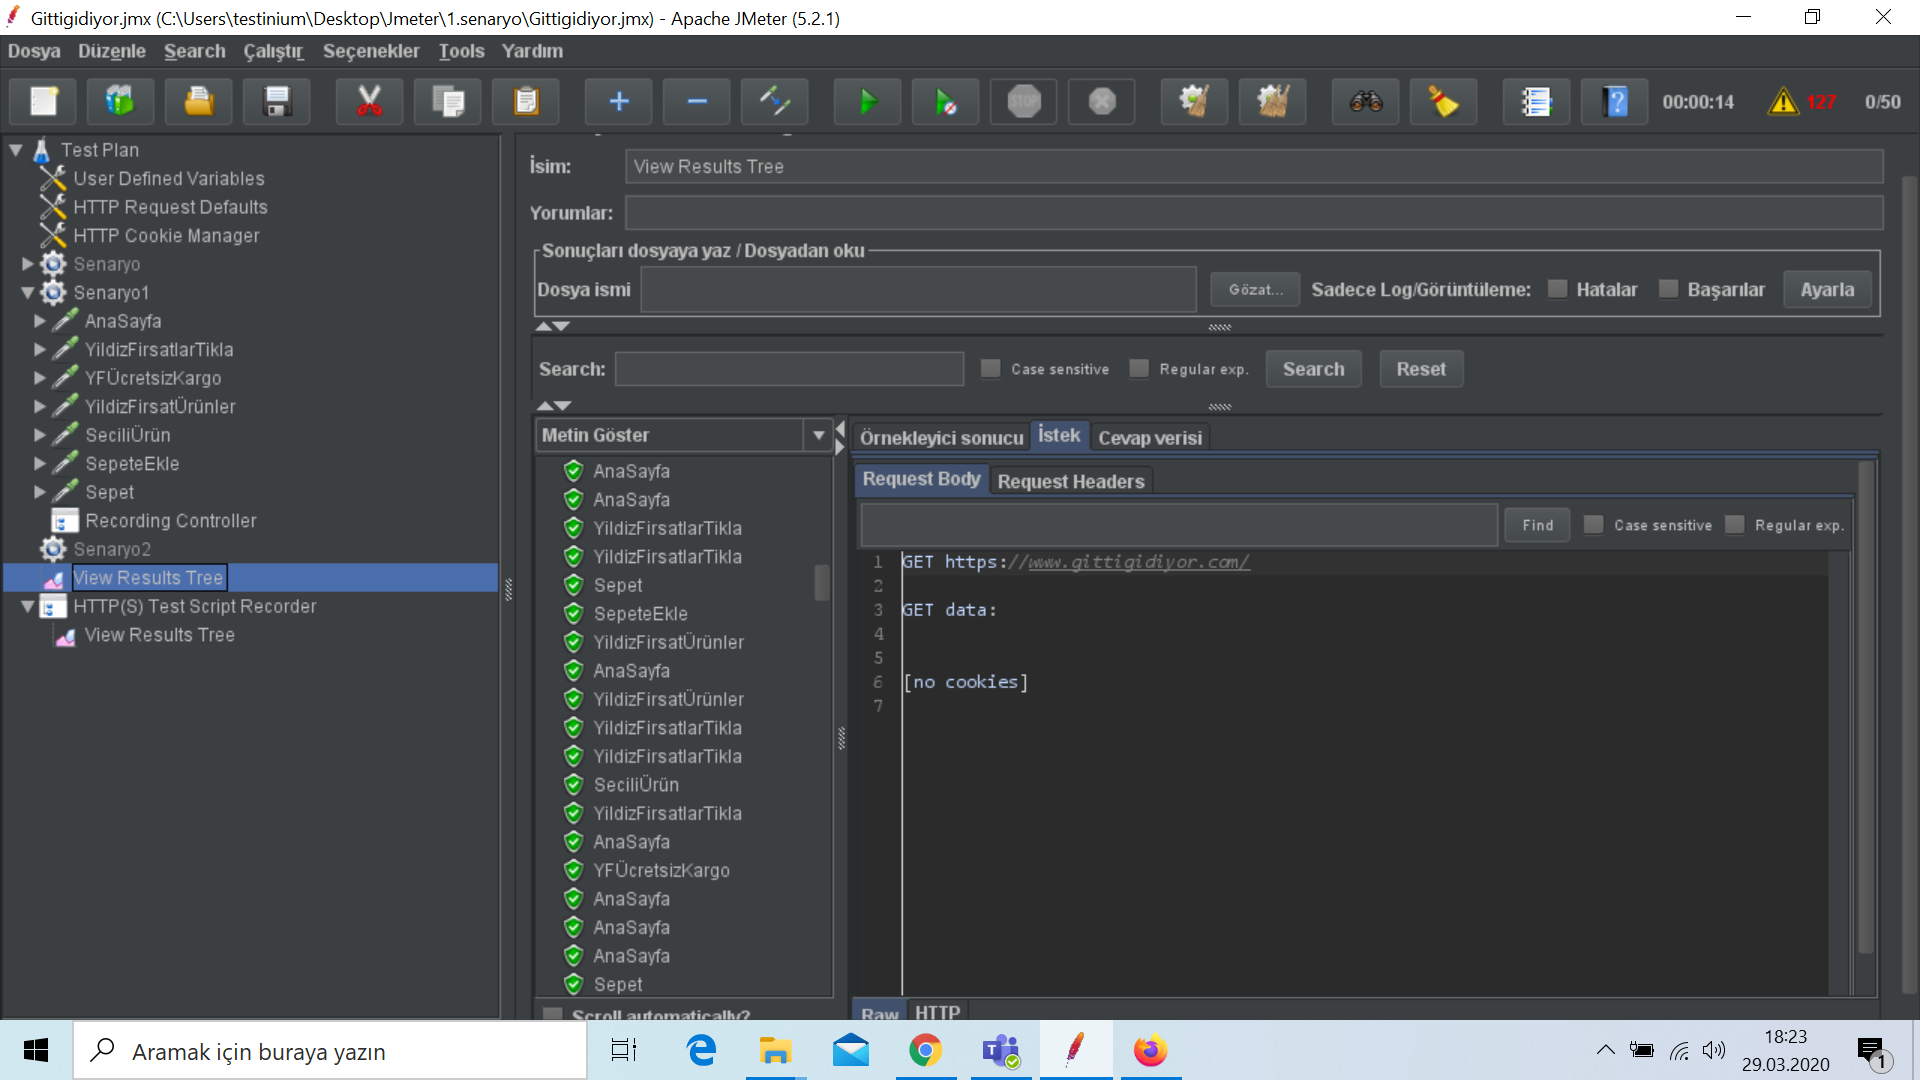 Gittigidiyor.jmx (C:\Users\testinium\Desktop\Jmeter\1.senaryo\Gittigidiyor.jmx) - Apache JMeter (5.2.1)
Dosya Düzenle Search Çalıştır Seçenekler Tools Yardım
STOP
00:00:14 127 0/50
Test Plan
User Defined Variables
HTTP Request Defaults
HTTP Cookie Manager
Senaryo
Senaryo1
AnaSayfa
YildizFirsatlarTikla
YFÜcretsizKargo
YildizFirsatÜrünler
SeciliÜrün
SepeteEkle
Sepet
Recording Controller
Senaryo2
View Results Tree
HTTP(S) Test Script Recorder
View Results Tree
İsim: View Results Tree
Yorumlar:
Sonuçları dosyaya yaz / Dosyadan oku
Dosya ismi Gözat... Sadece Log/Görüntüleme: Hatalar Başarılar Ayarla
Search: Case sensitive Regular exp. Search Reset
Metin Göster
AnaSayfa
AnaSayfa
YildizFirsatlarTikla
YildizFirsatlarTikla
Sepet
SepeteEkle
YildizFirsatÜrünler
AnaSayfa
YildizFirsatÜrünler
YildizFirsatlarTikla
YildizFirsatlarTikla
SeciliÜrün
YildizFirsatlarTikla
AnaSayfa
YFÜcretsizKargo
AnaSayfa
AnaSayfa
AnaSayfa
Sepet
Scroll automatically?
Örnekleyici sonucu İstek Cevap verisi
Request Body Request Headers
Find Case sensitive Regular exp.
1 GET https://www.gittigidiyor.com/
2
3 GET data:
4
5
6 [no cookies]
7
Raw HTTP
Aramak için buraya yazın
18:23
29.03.2020
1